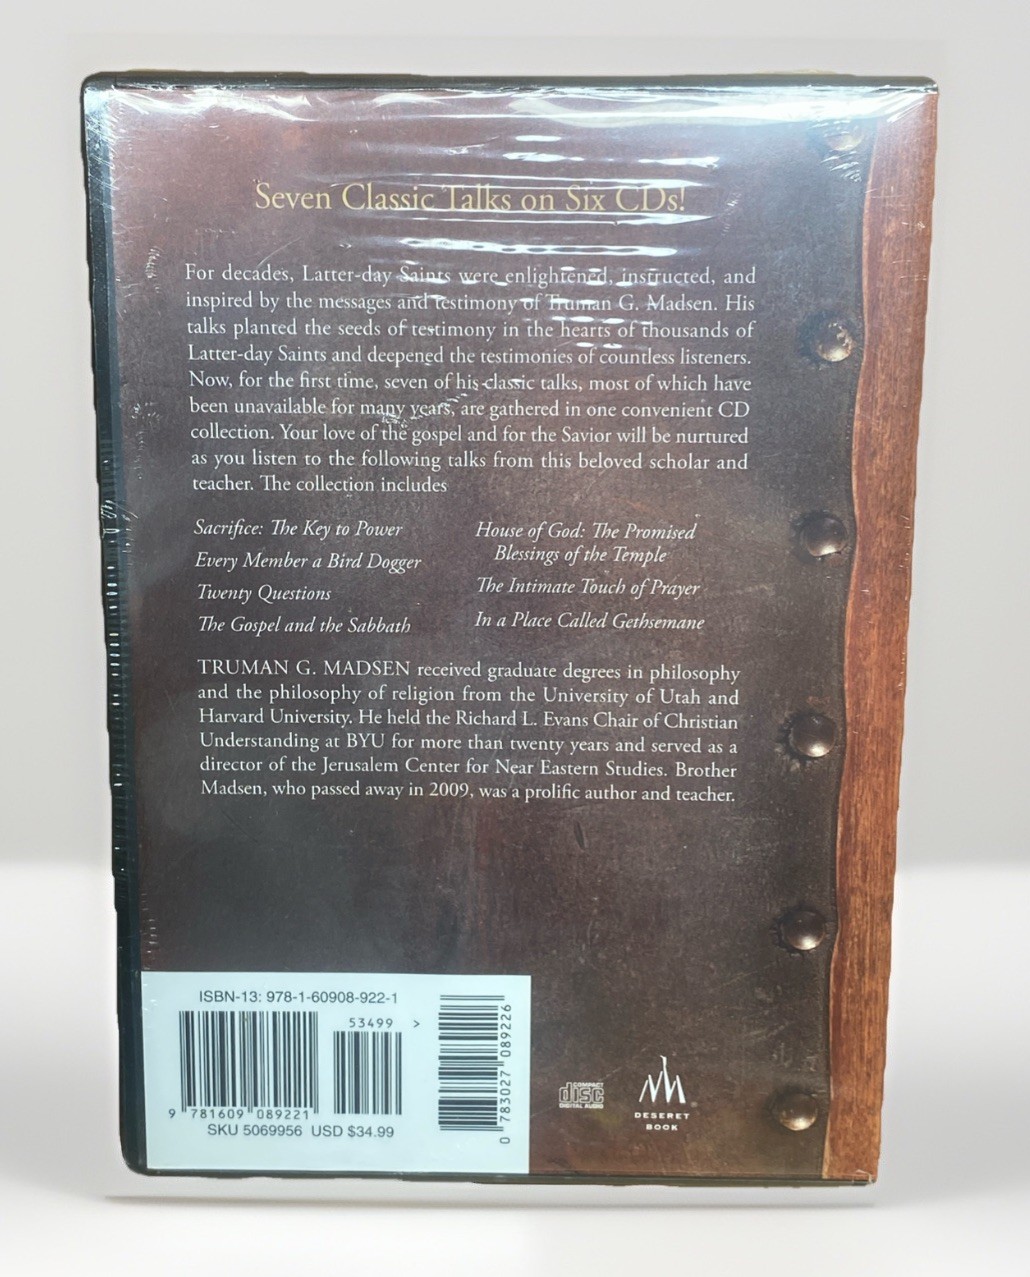 Seven Classic Talks on Six CDs!
For decades, Latter-day Saints were enlightened, instructed, and
inspired by the messages and testimony of Truman G. Madsen. His
talks planted the seeds of testimony in the hearts of thousands of
Latter-day Saints and deepened the testimonies of countless listeners.
Now, for the first time, seven of his classic talks, most of which have
been unavailable for many years, are gathered in one convenient CD
collection. Your love of the gospel and for the Savior will be nurtured
as you listen to the following talks from this beloved scholar and
teacher. The collection includes
Sacrifice: The Key to Power
Every Member a Bird Dogger
Twenty Questions
The Gospel and the Sabbath
House of God: The Promised
Blessings of the Temple
The Intimate Touch of Prayer
In a Place Called Gethsemane
TRUMAN G. MADSEN received graduate degrees in philosophy
and the philosophy of religion from the University of Utah and
Harvard University. He held the Richard L. Evans Chair of Christian
Understanding at BYU for more than twenty years and served as a
director of the Jerusalem Center for Near Eastern Studies. Brother
Madsen, who passed away in 2009, was a prolific author and teacher.
ISBN-13: 978-1-60908-922-1
53499 >
9 781609 089221
SKU 5069956 USD $34.99
0 783027 089226
COMPACT
disc
DIGITAL AUDIO
DESERET
BOOK